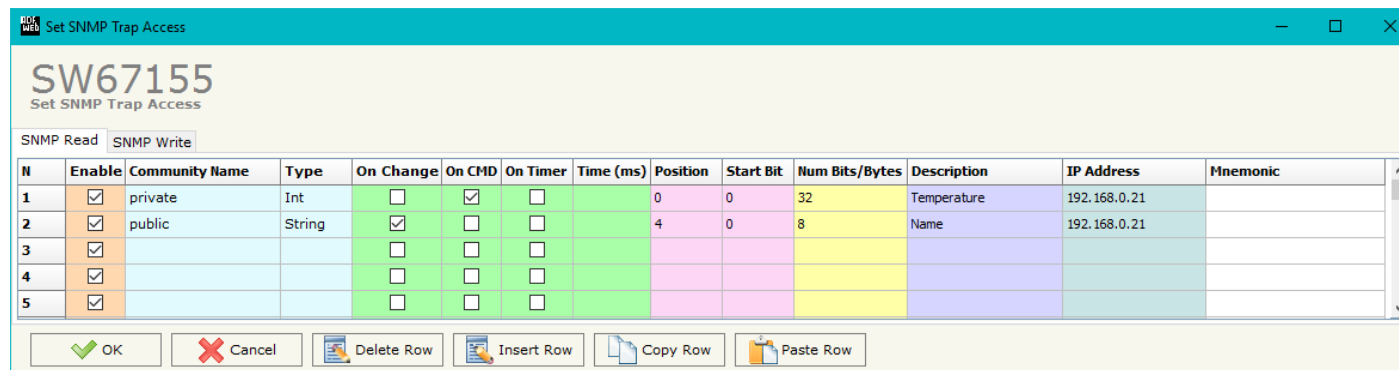 ADF WEB Set SNMP Trap Access
SW67155
Set SNMP Trap Access
SNMP Read SNMP Write
N Enable Community Name Type On Change On CMD On Timer Time (ms) Position Start Bit Num Bits/Bytes Description IP Address Mnemonic
1 private Int 0 0 32 Temperature 192.168.0.21
2 public String 4 0 8 Name 192.168.0.21
3
4
5
OK Cancel Delete Row Insert Row Copy Row Paste Row